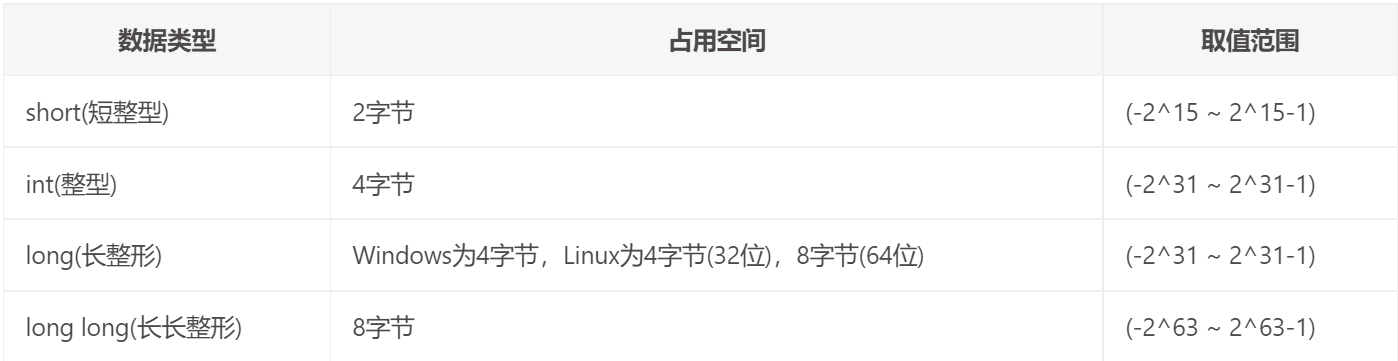 数据类型 占用空间 取值范围
short(短整型) 2字节 (-2^15 ~ 2^15-1)
int(整型) 4字节 (-2^31 ~ 2^31-1)
long(长整形) Windows为4字节，Linux为4字节(32位)，8字节(64位) (-2^31 ~ 2^31-1)
long long(长长整形) 8字节 (-2^63 ~ 2^63-1)